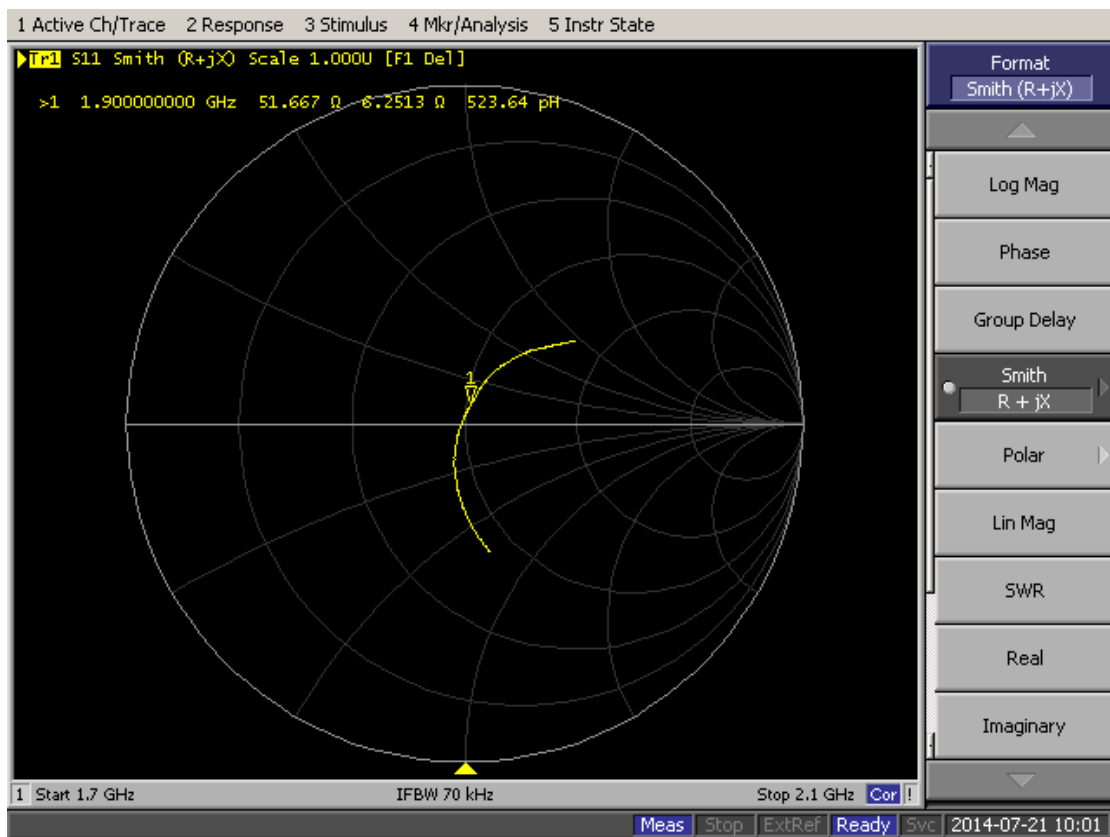 1 Active Ch/Trace 2 Response 3 Stimulus 4 Mkr/Analysis 5 Instr State
Tr1 S11 Smith (R+jX) Scale 1.000U [F1 Del]
>1 1.900000000 GHz 51.667 Ω 6.2513 Ω 523.64 pH
1
1 Start 1.7 GHz IFBW 70 kHz Stop 2.1 GHz Cor !
Format
Smith (R+jX)
Log Mag
Phase
Group Delay
Smith
R + jX
Polar
Lin Mag
SWR
Real
Imaginary
Meas Stop ExtRef Ready Svc 2014-07-21 10:01